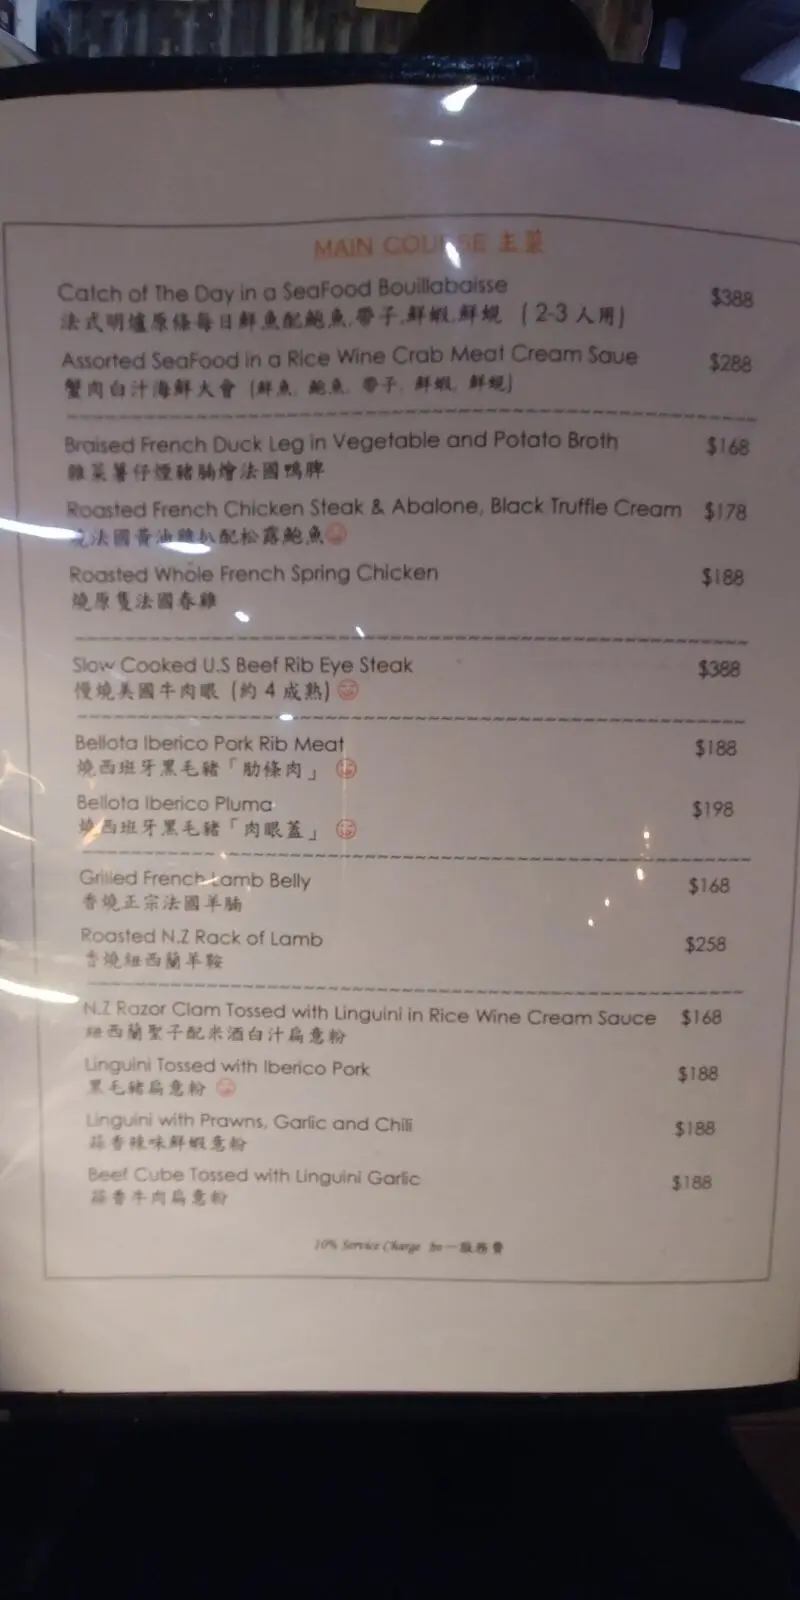 MAIN COURSE 主菜
Catch of The Day in a SeaFood Bouillabaisse $388
法式明爐原條每日鮮魚配鮑魚,帶子,鮮蝦,鮮蜆 ( 2-3 人用)
Assorted SeaFood in a Rice Wine Crab Meat Cream Saue $288
蟹肉白汁海鮮大會 (鮮魚, 鮑魚, 帶子, 鮮蝦, 鮮蜆)
Braised French Duck Leg in Vegetable and Potato Broth $168
雜菜薯仔煙豬腩燴法國鴨脾
Roasted French Chicken Steak & Abalone, Black Truffle Cream $178
燒法國黃油雞扒配松露鮑魚
Roasted Whole French Spring Chicken $188
燒原隻法國春雞
Slow Cooked U.S Beef Rib Eye Steak $388
慢燒美國牛肉眼 (約 4 成熟)
Bellota Iberico Pork Rib Meat $188
燒西班牙黑毛豬「肋條肉」
Bellota Iberico Pluma $198
燒西班牙黑毛豬「肉眼蓋」
Grilled French Lamb Belly $168
香燒正宗法國羊腩
Roasted N.Z Rack of Lamb $258
香燒紐西蘭羊鞍
N.Z Razor Clam Tossed with Linguini in Rice Wine Cream Sauce $168
紐西蘭聖子配米酒白汁扁意粉
Linguini Tossed with Iberico Pork $188
黑毛豬扁意粉
Linguini with Prawns, Garlic and Chili $188
蒜香辣味鮮蝦意粉
Beef Cube Tossed with Linguini Garlic $188
蒜香牛肉扁意粉
10% Service Charge 加一服務費